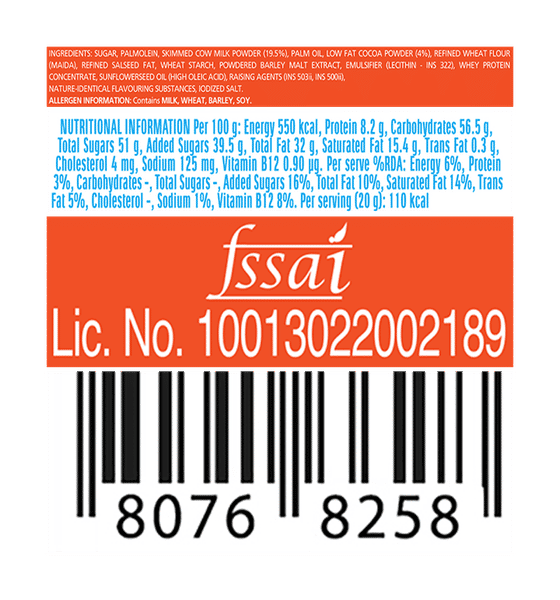 INGREDIENTS: SUGAR, PALMOLEIN, SKIMMED COW MILK POWDER (19.5%), PALM OIL, LOW FAT COCOA POWDER (4%), REFINED WHEAT FLOUR
(MAIDA), REFINED SALSEED FAT, WHEAT STARCH, POWDERED BARLEY MALT EXTRACT, EMULSIFIER (LECITHIN - INS 322), WHEY PROTEIN
CONCENTRATE, SUNFLOWERSEED OIL (HIGH OLEIC ACID), RAISING AGENTS (INS 503ii, INS 500ii),
NATURE-IDENTICAL FLAVOURING SUBSTANCES, IODIZED SALT.
ALLERGEN INFORMATION: Contains MILK, WHEAT, BARLEY, SOY.
NUTRITIONAL INFORMATION Per 100 g: Energy 550 kcal, Protein 8.2 g, Carbohydrates 56.5 g,
Total Sugars 51 g, Added Sugars 39.5 g, Total Fat 32 g, Saturated Fat 15.4 g, Trans Fat 0.3 g,
Cholesterol 4 mg, Sodium 125 mg, Vitamin B12 0.90 µg. Per serve %RDA: Energy 6%, Protein
3%, Carbohydrates -, Total Sugars -, Added Sugars 16%, Total Fat 10%, Saturated Fat 14%, Trans
Fat 5%, Cholesterol -, Sodium 1%, Vitamin B12 8%. Per serving (20 g): 110 kcal
fssai
Lic. No. 10013022002189
8076 8258